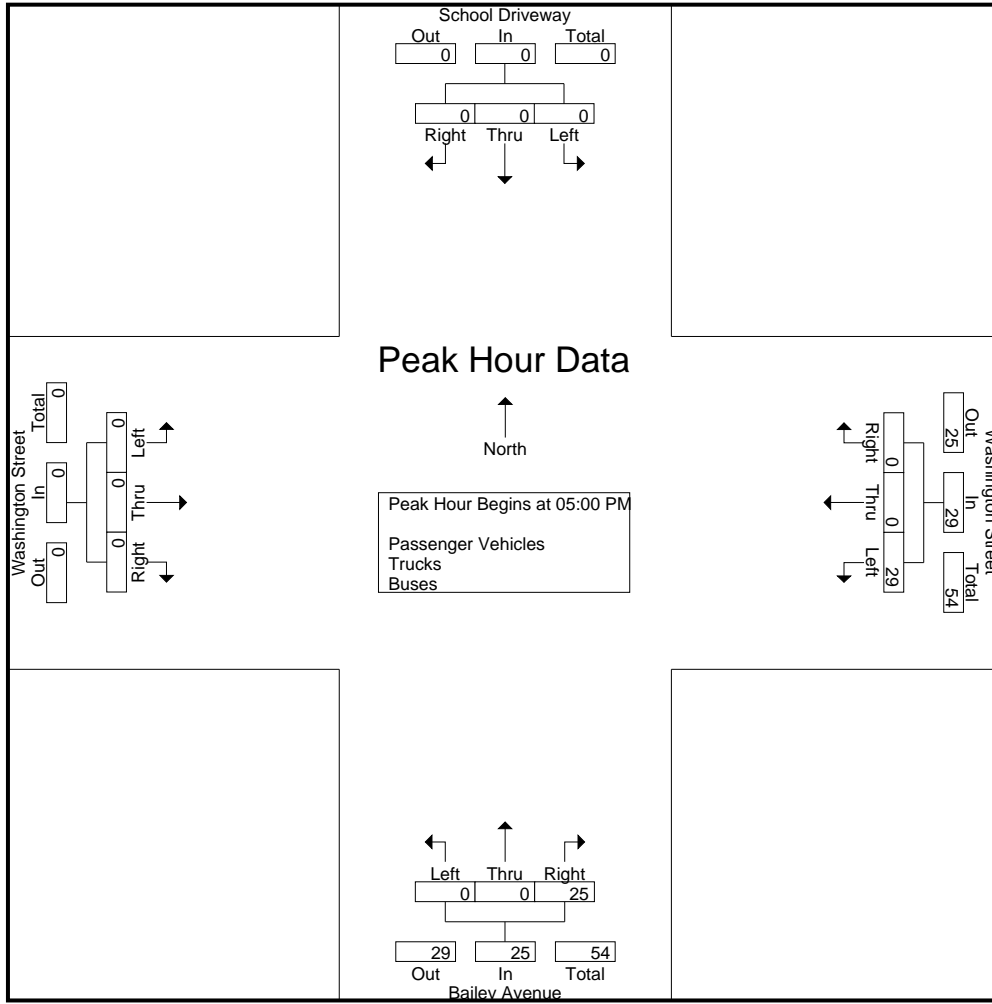 School Driveway
Out In Total
0 0 0
0 0 0
Right Thru Left
Peak Hour Data
North
Peak Hour Begins at 05:00 PM
Passenger Vehicles
Trucks
Buses
Washington Street
Total In Out
0 0 0
0 0 0
Left Thru Right
Right Thru Left
0 0 29
Out In Total
25 29 54
Washington Street
Left Thru Right
0 0 25
29 25 54
Out In Total
Bailey Avenue